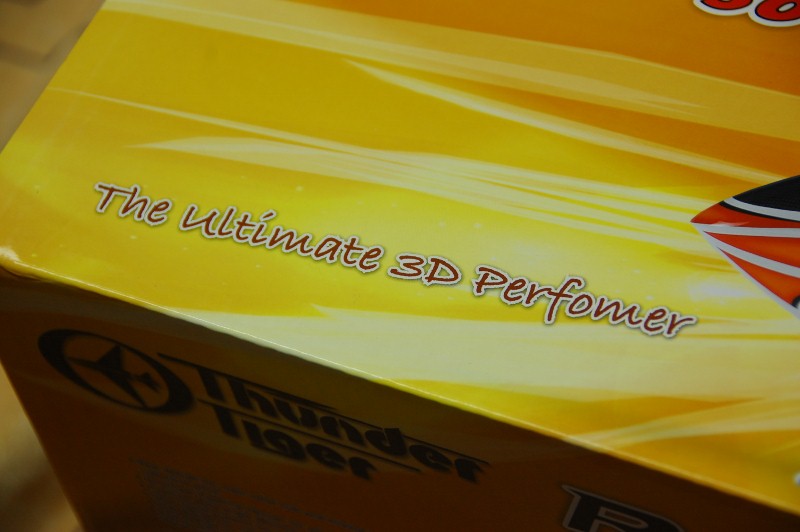 The Ultimate 3D Perfomer
Thunder
Tiger